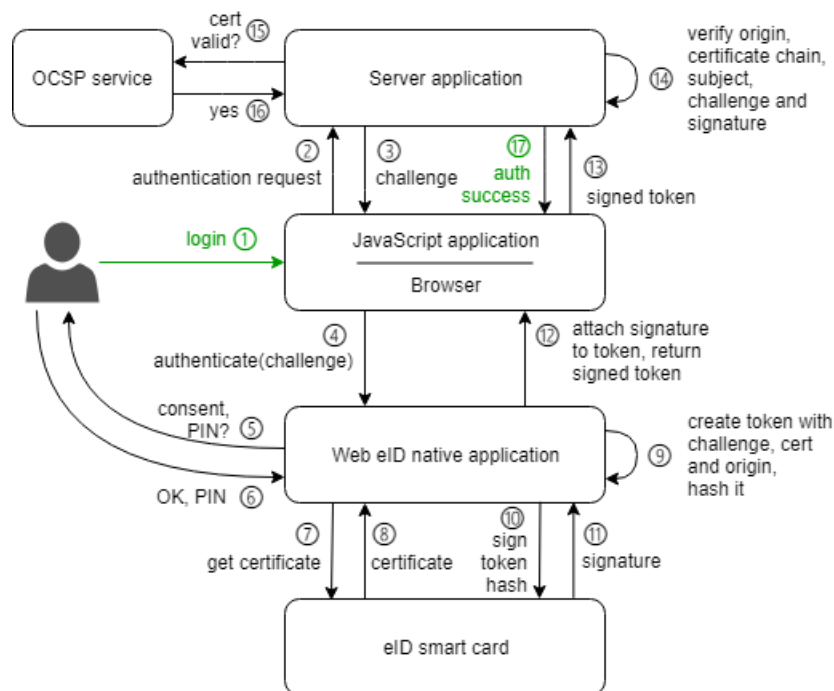 cert
valid? ⑮
OCSP service
yes ⑯
Server application
⑭
verify origin,
certificate chain,
subject,
challenge and
signature
②
authentication request
③
challenge
⑰
auth
success
⑬
signed token
login ①
JavaScript application
Browser
④
authenticate(challenge)
⑫
attach signature
to token, return
signed token
consent,
PIN? ⑤
OK, PIN ⑥
Web eID native application
⑨
create token with
challenge, cert
and origin,
hash it
⑦
get certificate
⑧
certificate
⑩
sign
token
hash
⑪
signature
eID smart card